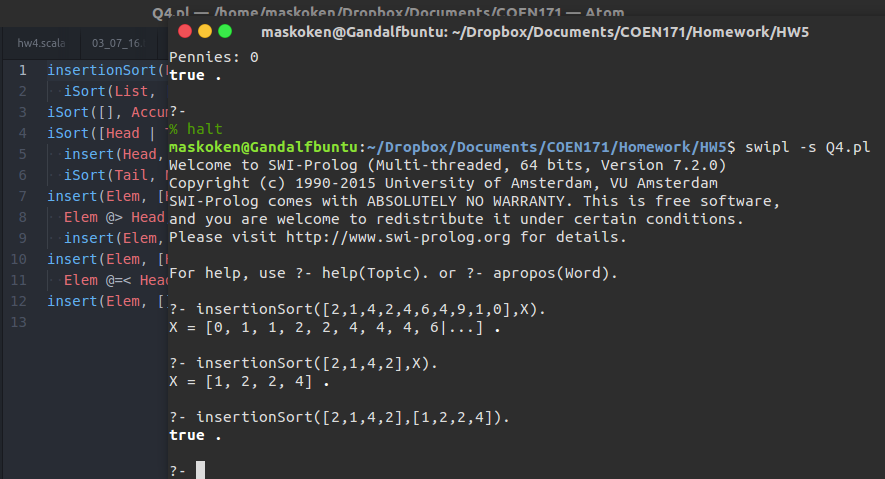 Q4.pl — /home/maskoken/Dropbox/Documents/COEN171 — Atom
hw4.scala
03_07_16.
1 insertionSort(
2 iSort(List,
3 iSort([], Accu
4 iSort([Head |
5 insert(Head,
6 iSort(Tail,
7 insert(Elem, [
8 Elem @> Head
9 insert(Elem,
10 insert(Elem, [
11 Elem @=< Hea
12 insert(Elem, [
13
maskoken@Gandalfbuntu: ~/Dropbox/Documents/COEN171/Homework/HW5
Pennies: 0
true .
?-
% halt
maskoken@Gandalfbuntu:~/Dropbox/Documents/COEN171/Homework/HW5$ swipl -s Q4.pl
Welcome to SWI-Prolog (Multi-threaded, 64 bits, Version 7.2.0)
Copyright (c) 1990-2015 University of Amsterdam, VU Amsterdam
SWI-Prolog comes with ABSOLUTELY NO WARRANTY. This is free software,
and you are welcome to redistribute it under certain conditions.
Please visit http://www.swi-prolog.org for details.
For help, use ?- help(Topic). or ?- apropos(Word).
?- insertionSort([2,1,4,2,4,6,4,9,1,0],X).
X = [0, 1, 1, 2, 2, 4, 4, 4, 6|...] .
?- insertionSort([2,1,4,2],X).
X = [1, 2, 2, 4] .
?- insertionSort([2,1,4,2],[1,2,2,4]).
true .
?-